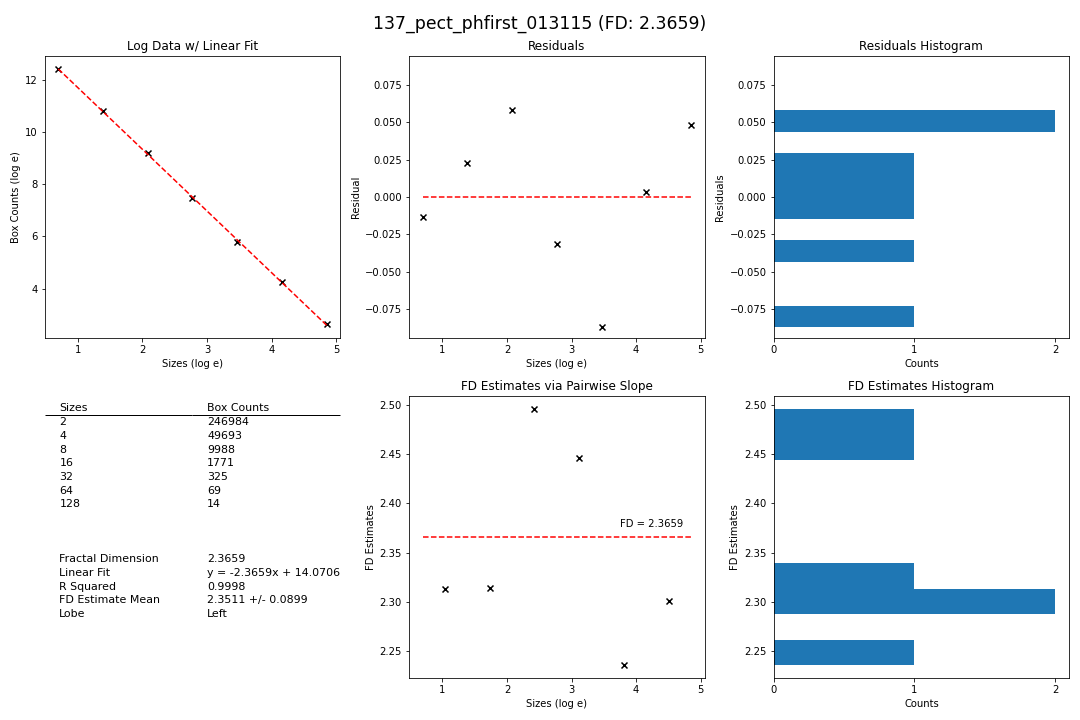 137_pect_phfirst_013115 (FD: 2.3659)
Log Data w/ Linear Fit
12
10
8
6
4
Box Counts (log e)
1 2 3 4 5
Sizes (log e)
Residuals
0.075
0.050
0.025
0.000
−0.025
−0.050
−0.075
Residual
1 2 3 4 5
Sizes (log e)
Residuals Histogram
0.075
0.050
0.025
0.000
−0.025
−0.050
−0.075
Residuals
0 1 2
Counts
Sizes Box Counts
2 246984
4 49693
8 9988
16 1771
32 325
64 69
128 14
Fractal Dimension 2.3659
Linear Fit y = -2.3659x + 14.0706
R Squared 0.9998
FD Estimate Mean 2.3511 +/- 0.0899
Lobe Left
FD Estimates via Pairwise Slope
2.50
2.45
2.40
2.35
2.30
2.25
FD Estimates
FD = 2.3659
1 2 3 4 5
Sizes (log e)
FD Estimates Histogram
2.50
2.45
2.40
2.35
2.30
2.25
FD Estimates
0 1 2
Counts